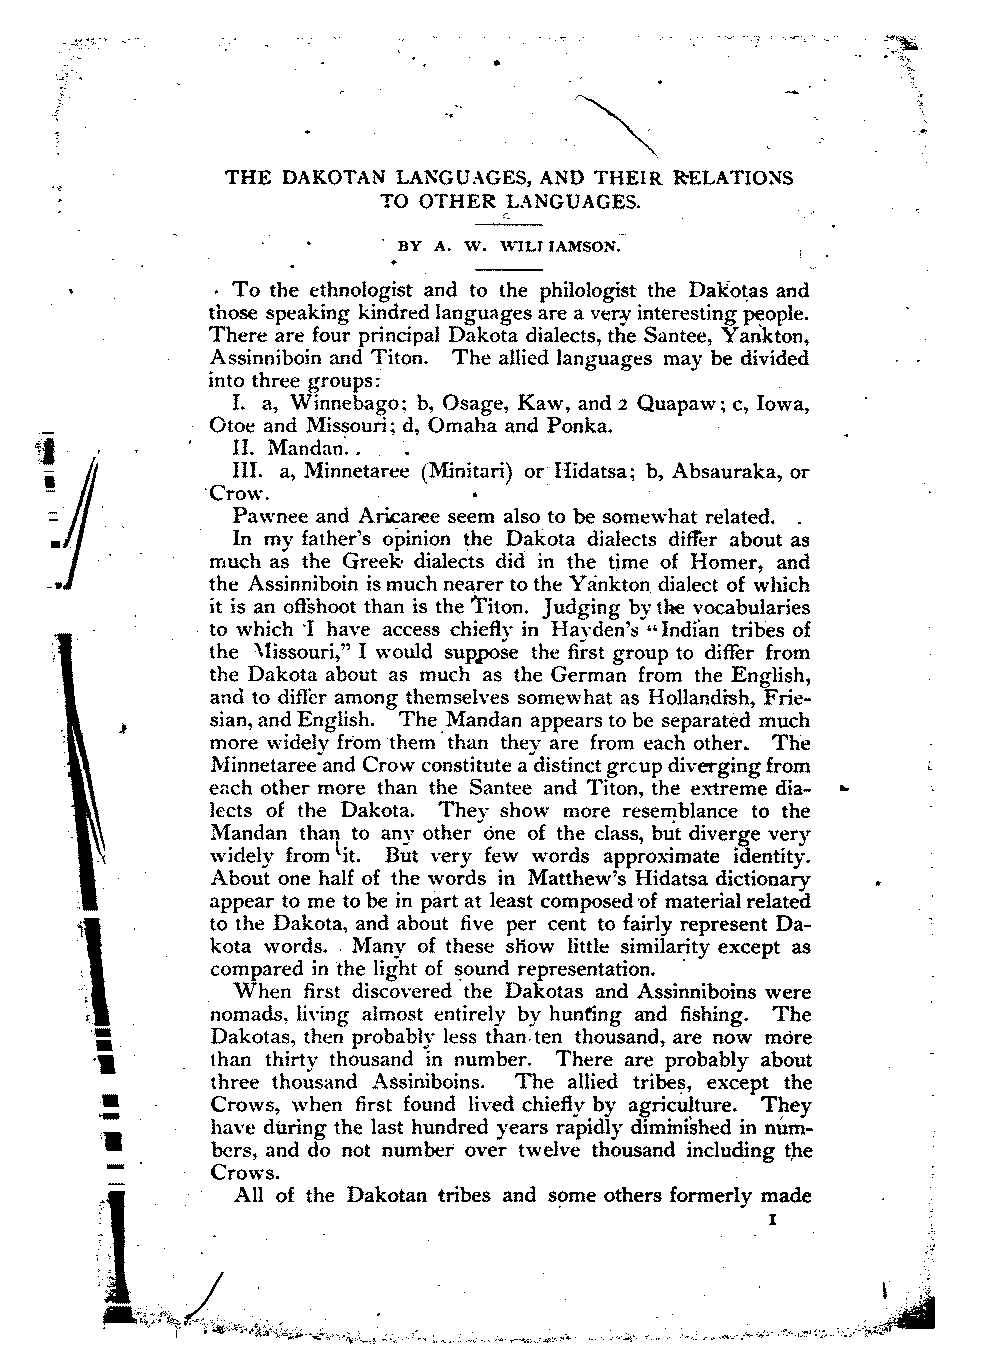 THE DAKOTAN LANGUAGES, AND THEIR RELATIONS
TO OTHER LANGUAGES.
BY A. W. WILLIAMSON.
To the ethnologist and to the philologist the Dakotas and
those speaking kindred languages are a very interesting people.
There are four principal Dakota dialects, the Santee, Yankton,
Assinniboin and Titon. The allied languages may be divided
into three groups:
I. a, Winnebago; b, Osage, Kaw, and 2 Quapaw; c, Iowa,
Otoe and Missouri; d, Omaha and Ponka.
II. Mandan.
III. a, Minnetaree (Minitari) or Hidatsa; b, Absauraka, or
Crow.
Pawnee and Aricaree seem also to be somewhat related.
In my father's opinion the Dakota dialects differ about as
much as the Greek dialects did in the time of Homer, and
the Assinniboin is much nearer to the Yankton dialect of which
it is an offshoot than is the Titon. Judging by the vocabularies
to which I have access chiefly in Hayden's "Indian tribes of
the Missouri," I would suppose the first group to differ from
the Dakota about as much as the German from the English,
and to differ among themselves somewhat as Hollandish, Frie-
sian, and English. The Mandan appears to be separated much
more widely from them than they are from each other. The
Minnetaree and Crow constitute a distinct group diverging from
each other more than the Santee and Titon, the extreme dia-
lects of the Dakota. They show more resemblance to the
Mandan than to any other one of the class, but diverge very
widely from it. But very few words approximate identity.
About one half of the words in Matthew's Hidatsa dictionary
appear to me to be in part at least composed of material related
to the Dakota, and about five per cent to fairly represent Da-
kota words. Many of these show little similarity except as
compared in the light of sound representation.
When first discovered the Dakotas and Assinniboins were
nomads, living almost entirely by hunting and fishing. The
Dakotas, then probably less than ten thousand, are now more
than thirty thousand in number. There are probably about
three thousand Assiniboins. The allied tribes, except the
Crows, when first found lived chiefly by agriculture. They
have during the last hundred years rapidly diminished in num-
bers, and do not number over twelve thousand including the
Crows.
All of the Dakotan tribes and some others formerly made
1